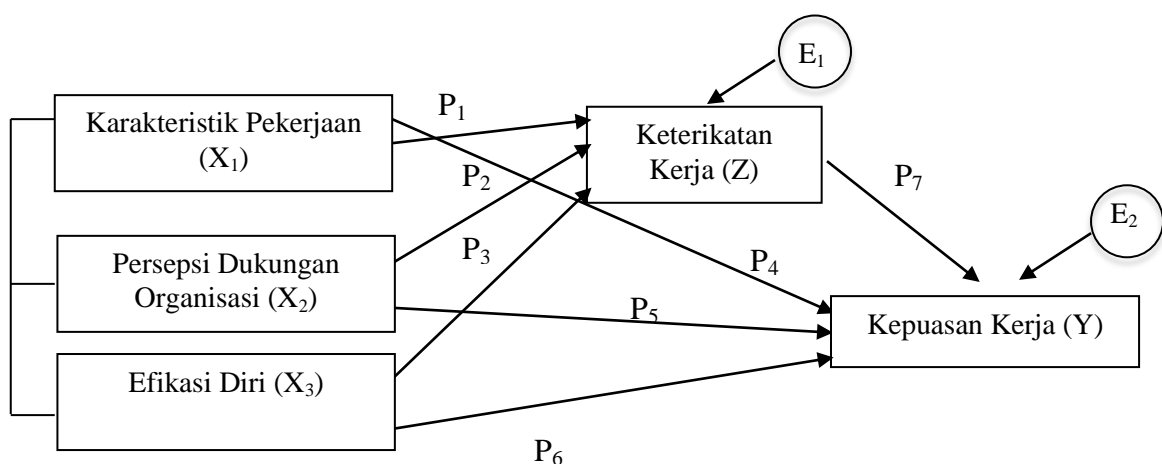 E₁
P₁
Karakteristik Pekerjaan
(X₁)
Keterikatan
Kerja (Z)
P₂
P₇
E₂
P₃
Persepsi Dukungan
Organisasi (X₂)
P₄
P₅
Kepuasan Kerja (Y)
Efikasi Diri (X₃)
P₆